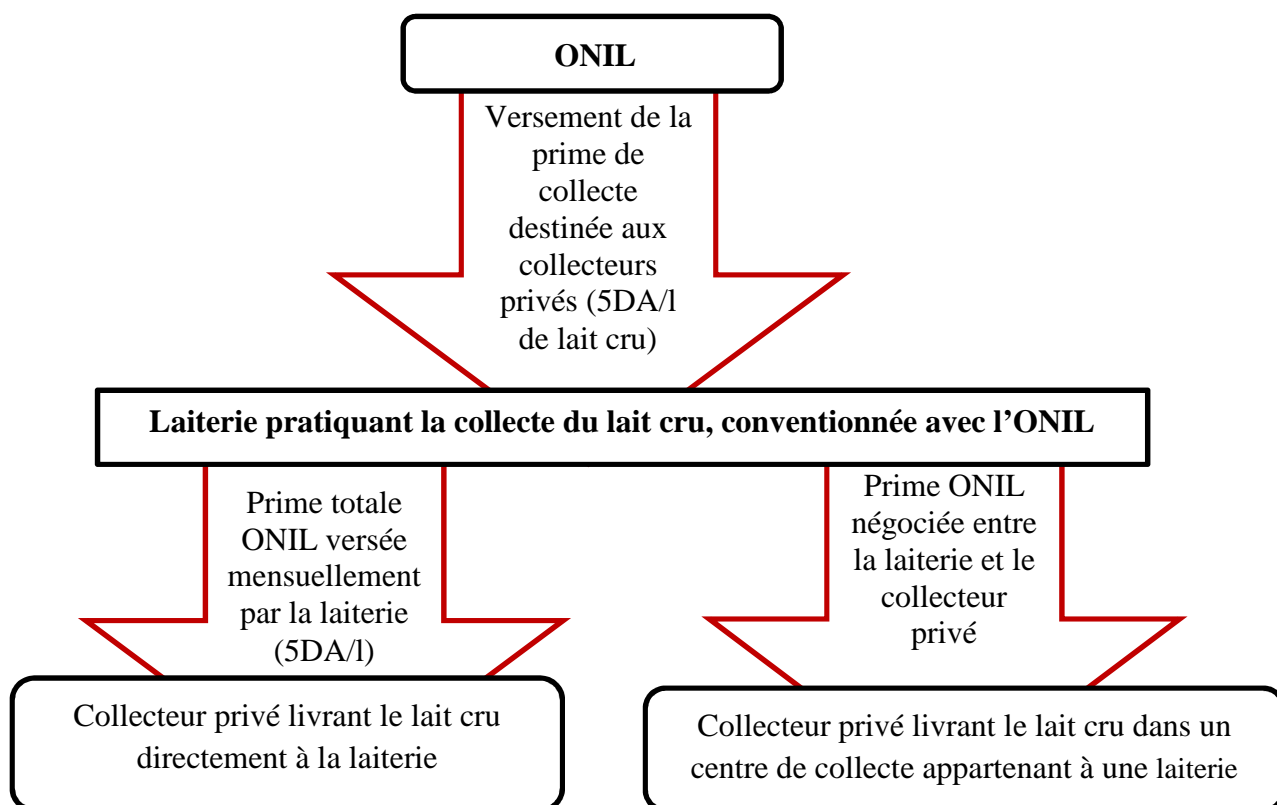 ONIL
Versement de la
prime de
collecte
destinée aux
collecteurs
privés (5DA/l
de lait cru)
Laiterie pratiquant la collecte du lait cru, conventionnée avec l’ONIL
Prime totale
ONIL versée
mensuellement
par la laiterie
(5DA/l)
Prime ONIL
négociée entre
la laiterie et le
collecteur
privé
Collecteur privé livrant le lait cru
directement à la laiterie
Collecteur privé livrant le lait cru dans un
centre de collecte appartenant à une laiterie